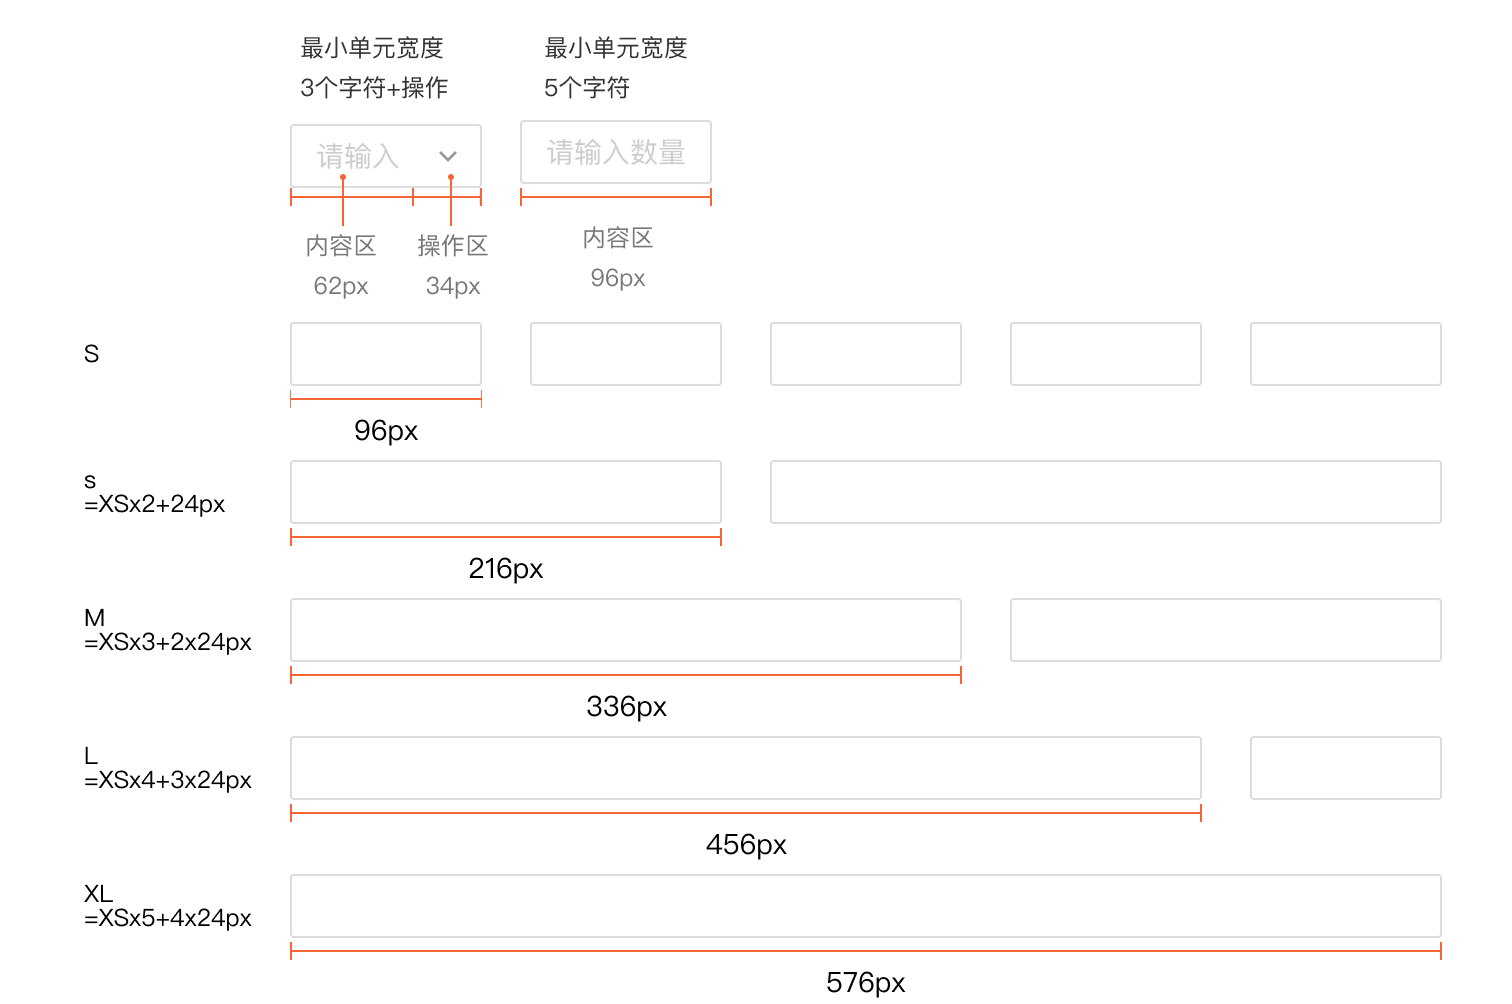 最小单元宽度
3个字符+操作
最小单元宽度
5个字符
请输入
请输入数量
内容区
62px
操作区
34px
内容区
96px
S
96px
s
=XSx2+24px
216px
M
=XSx3+2x24px
336px
L
=XSx4+3x24px
456px
XL
=XSx5+4x24px
576px